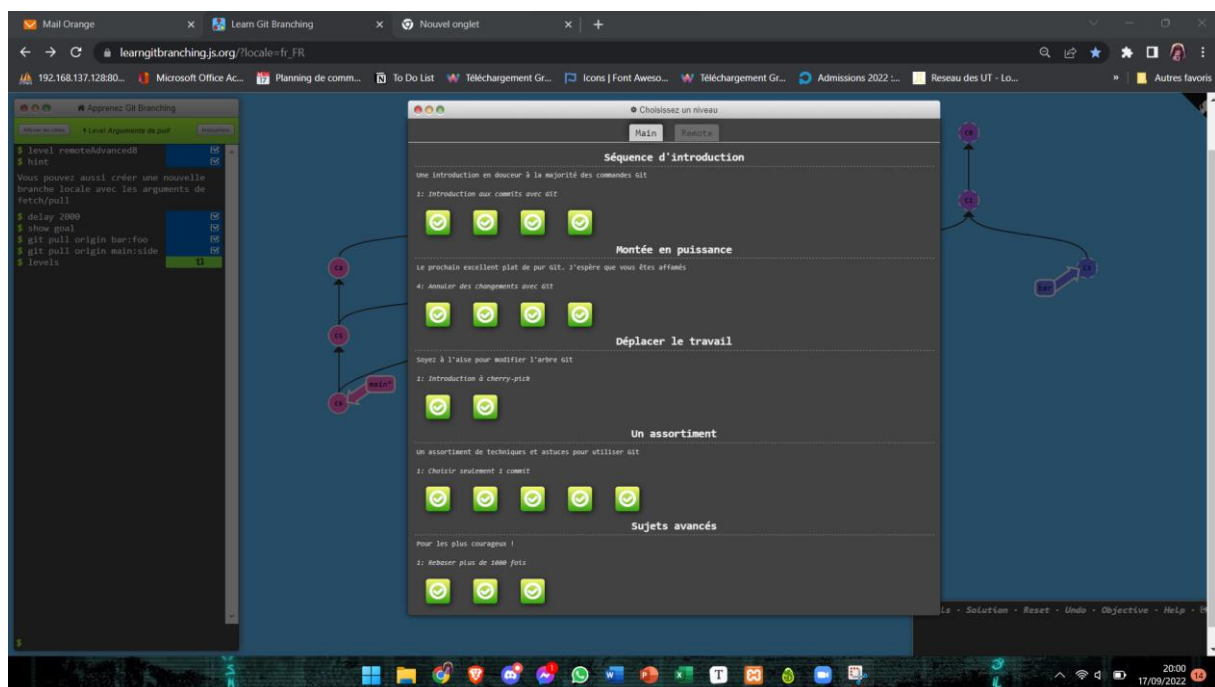 Mail Orange
Learn Git Branching
Nouvel onglet
learngitbranching.js.org/?locale=fr_FR
192.168.137.128:80...
Microsoft Office Ac...
Planning de comm...
To Do List
Téléchargement Gr...
Icons | Font Aweso...
Téléchargement Gr...
Admissions 2022 :...
Reseau des UT - Lo...
»
Autres favoris
Apprenez Git Branching
Level Arguments de pull
$ level remoteAdvanced8
$ hint
Vous pouvez aussi créer une nouvelle
branche locale avec les arguments de
fetch/pull
$ delay 2000
$ show goal
$ git pull origin bar:foo
$ git pull origin main:side
$ levels
$
main*
bar
Choisissez un niveau
Main
Remote
Séquence d'introduction
Une introduction en douceur à la majorité des commandes Git
1: Introduction aux commits avec Git
Montée en puissance
Le prochain excellent plat de pur Git. J'espère que vous êtes affamés
4: Annuler des changements avec Git
Déplacer le travail
Soyez à l'aise pour modifier l'arbre Git
1: Introduction à cherry-pick
Un assortiment
Un assortiment de techniques et astuces pour utiliser Git
1: Choisir seulement 1 commit
Sujets avancés
Pour les plus courageux !
1: Rebaser plus de 1000 fois
ls · Solution · Reset · Undo · Objective · Help ·
20:00
17/09/2022
14